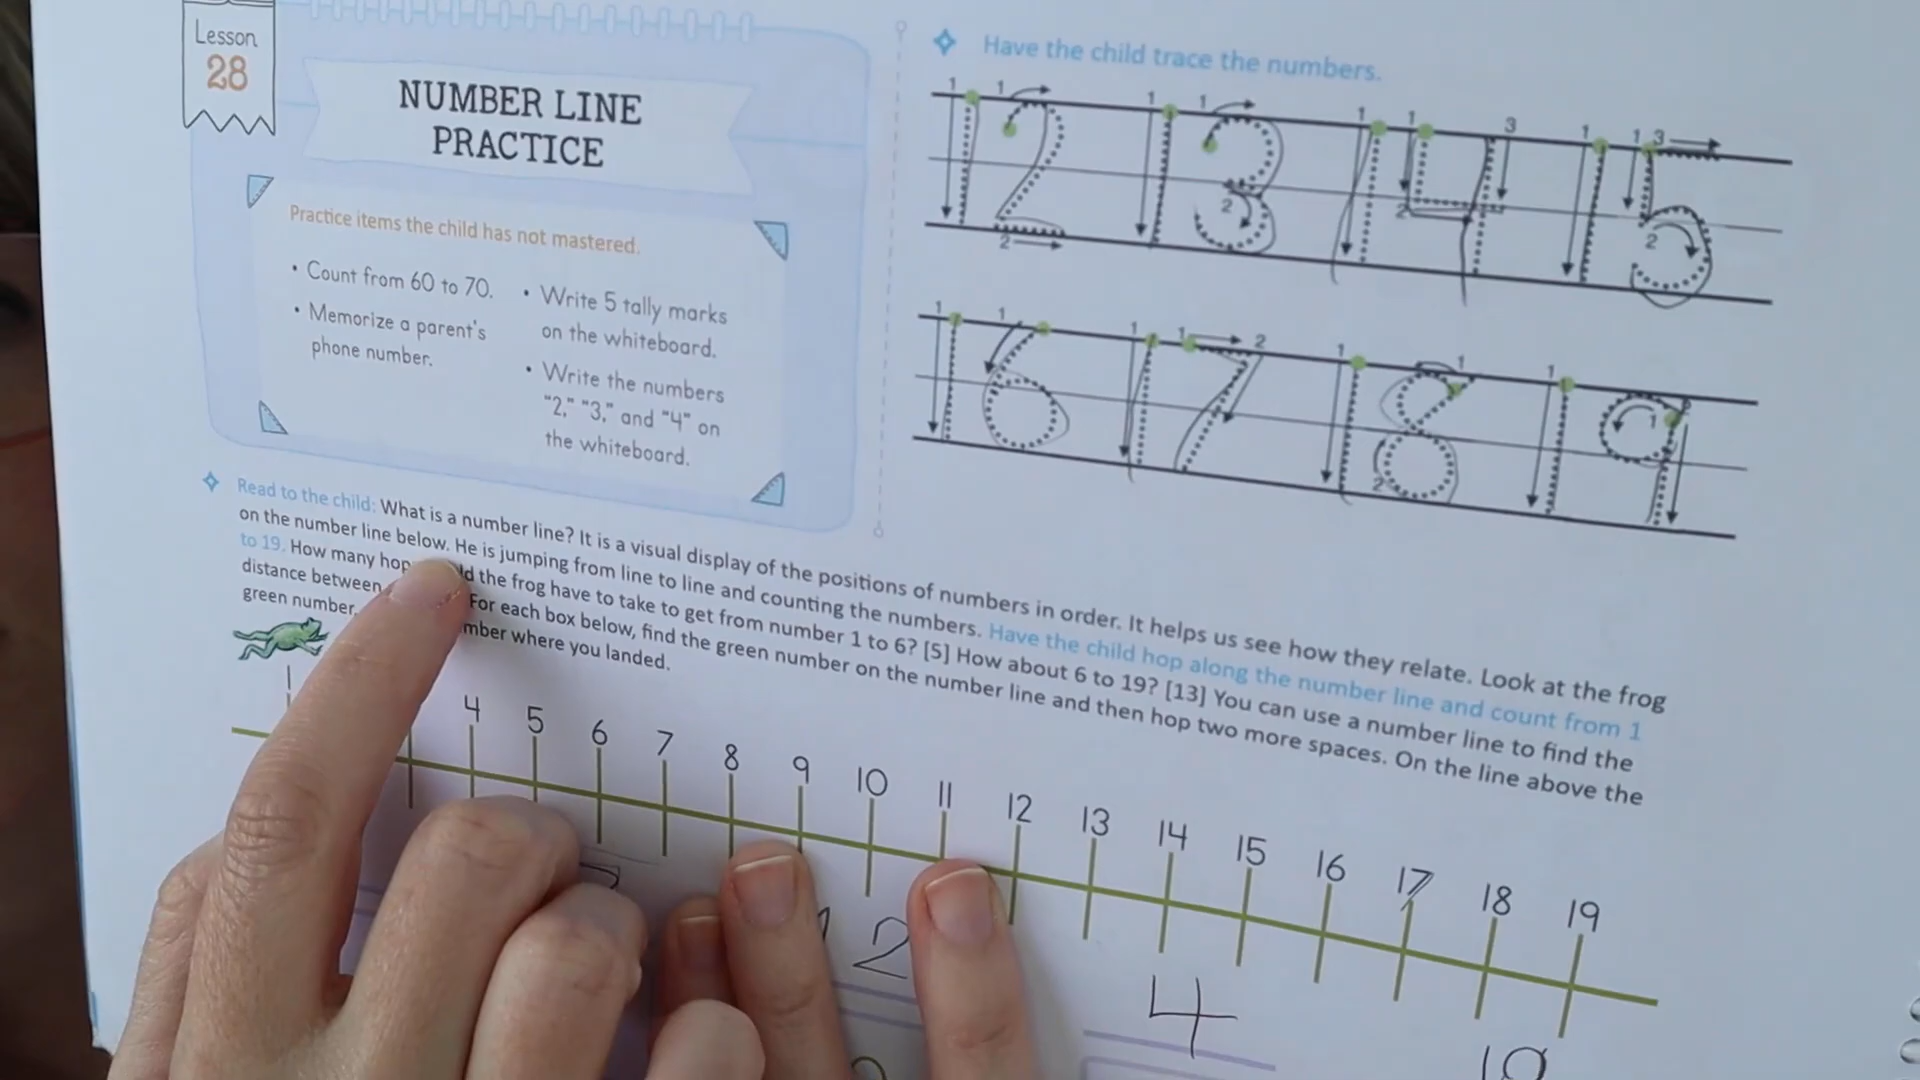 Lesson
28
NUMBER LINE
PRACTICE
Practice items the child has not mastered.
• Count from 60 to 70.
• Memorize a parent's
phone number.
• Write 5 tally marks
on the whiteboard.
• Write the numbers
"2," "3," and "4" on
the whiteboard.
Have the child trace the numbers.
12 13 14 15
16 17 18 19
Read to the child: What is a number line? It is a visual display of the positions of numbers in order. It helps us see how they relate. Look at the frog
on the number line below. He is jumping from line to line and counting the numbers. Have the child hop along the number line and count from 1
to 19. How many the frog have to take to get from number 1 to 6? [5] How about 6 to 19? [13] You can use a number line to find the
distance between For each box below, find the green number on the number line and then hop two more spaces. On the line above the
green number, where you landed.
1 4 5 6 7 8 9 10 11 12 13 14 15 16 17 18 19
12 4